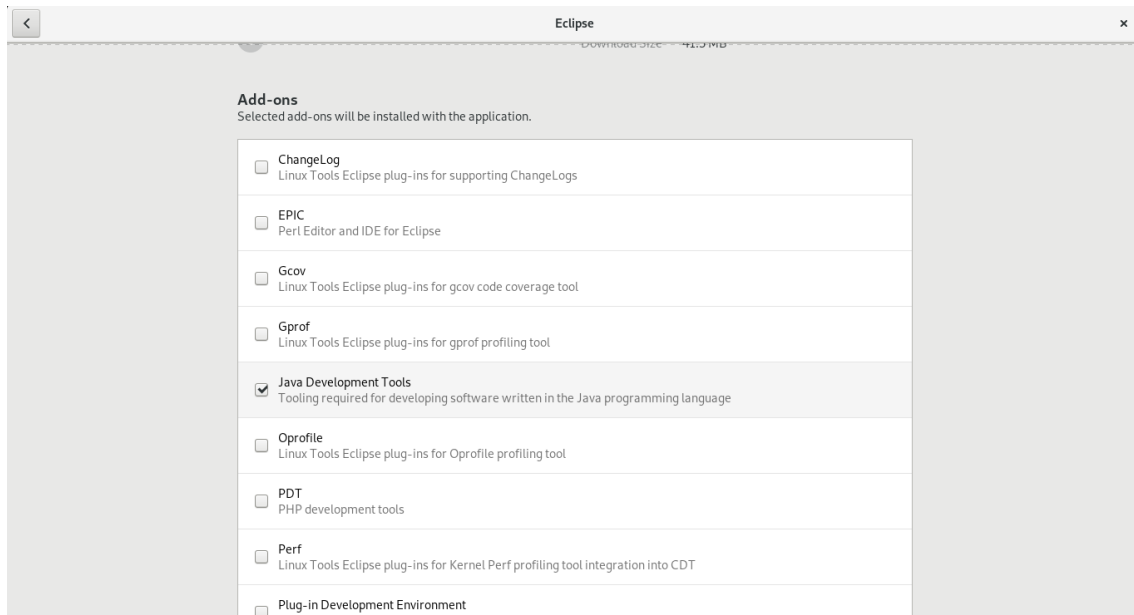 Eclipse
Download Size 41.5 MB
Add-ons
Selected add-ons will be installed with the application.
ChangeLog
Linux Tools Eclipse plug-ins for supporting ChangeLogs
EPIC
Perl Editor and IDE for Eclipse
Gcov
Linux Tools Eclipse plug-ins for gcov code coverage tool
Gprof
Linux Tools Eclipse plug-ins for gprof profiling tool
Java Development Tools
Tooling required for developing software written in the Java programming language
Oprofile
Linux Tools Eclipse plug-ins for Oprofile profiling tool
PDT
PHP development tools
Perf
Linux Tools Eclipse plug-ins for Kernel Perf profiling tool integration into CDT
Plug-in Development Environment